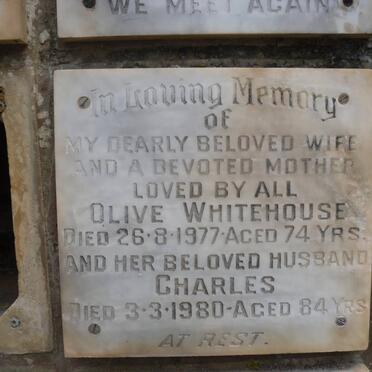 WE MEET AGAIN
In Loving Memory
of
MY DEARLY BELOVED WIFE
AND A DEVOTED MOTHER
LOVED BY ALL
OLIVE WHITEHOUSE
DIED 26·8·1977·AGED 74 YRS.
AND HER BELOVED HUSBAND
CHARLES
DIED 3·3·1980·AGED 84 YRS
AT REST.